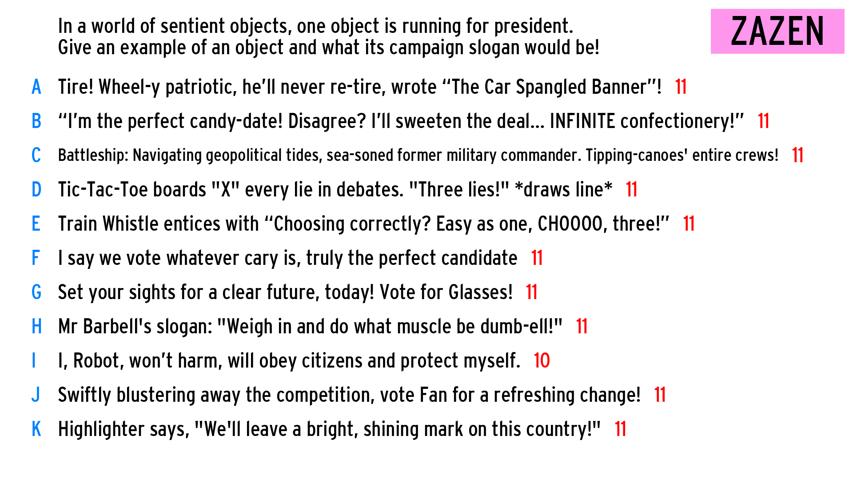 In a world of sentient objects, one object is running for president.
Give an example of an object and what its campaign slogan would be!
ZAZEN
A Tire! Wheel-y patriotic, he'll never re-tire, wrote “The Car Spangled Banner”! 11
B “I'm the perfect candy-date! Disagree? I'll sweeten the deal... INFINITE confectionery!” 11
C Battleship: Navigating geopolitical tides, sea-soned former military commander. Tipping-canoes' entire crews! 11
D Tic-Tac-Toe boards "X" every lie in debates. "Three lies!" *draws line* 11
E Train Whistle entices with “Choosing correctly? Easy as one, CHOOOO, three!” 11
F I say we vote whatever cary is, truly the perfect candidate 11
G Set your sights for a clear future, today! Vote for Glasses! 11
H Mr Barbell's slogan: "Weigh in and do what muscle be dumb-ell!" 11
I I, Robot, won't harm, will obey citizens and protect myself. 10
J Swiftly blustering away the competition, vote Fan for a refreshing change! 11
K Highlighter says, "We'll leave a bright, shining mark on this country!" 11